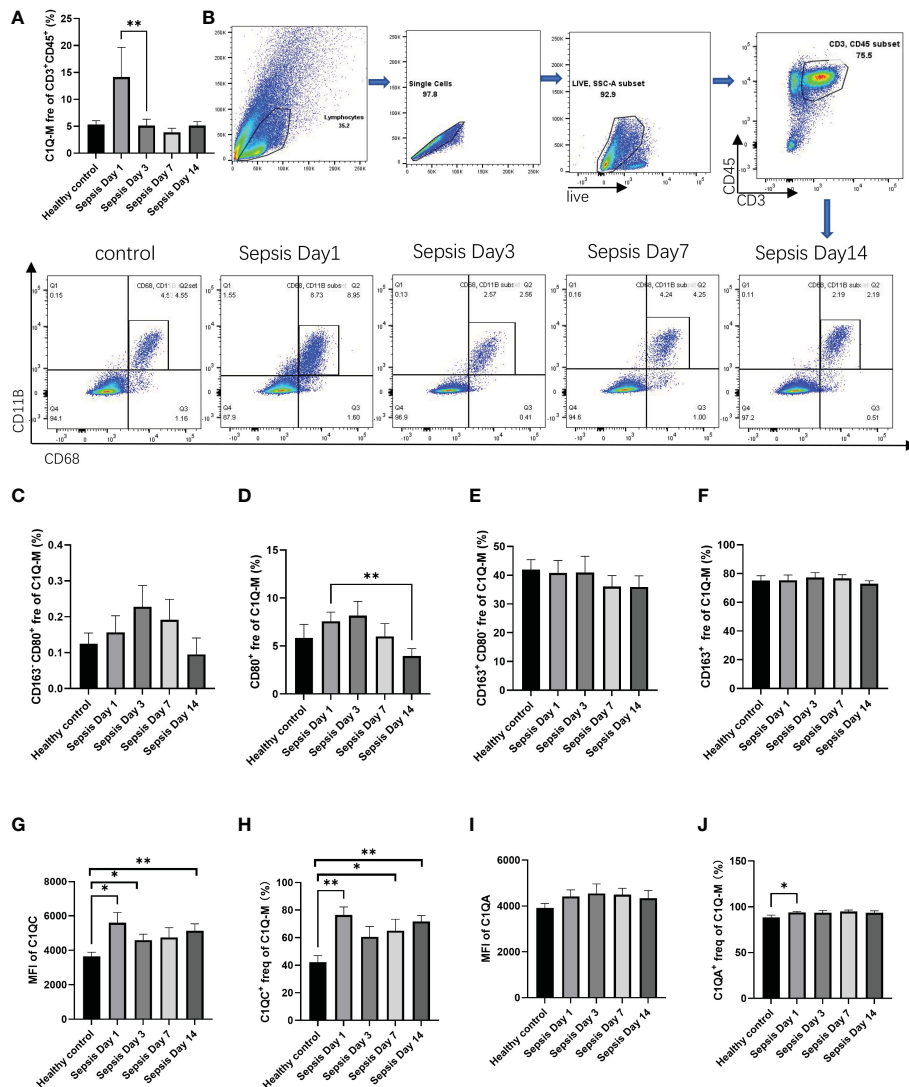 A
C1Q-M fre of CD3⁺CD45⁺ (%)
25
20
15
10
5
0
**
Healthy control
Sepsis Day 1
Sepsis Day 3
Sepsis Day 7
Sepsis Day 14
B
Lymphocytes
35.2
Single Cells
97.8
LIVE, SSC-A subset
92.9
live
CD3, CD45 subset
75.5
CD45
CD3
control
Sepsis Day1
Sepsis Day3
Sepsis Day7
Sepsis Day14
Q1
0.15
Q4
94.1
Q3
1.16
Q1
1.55
CD68, CD11B subset
8.73
Q2
8.95
Q4
87.9
Q3
1.60
Q1
0.13
CD68, CD11B subset
2.57
Q2
2.56
Q4
96.9
Q3
0.41
Q1
0.16
CD68, CD11B subset
4.24
Q2
4.25
Q4
94.6
Q3
1.00
Q1
0.11
CD68, CD11B subset
2.19
Q2
2.19
Q4
97.2
Q3
0.51
CD11B
CD68
C
CD163⁻ CD80⁺ fre of C1Q-M (%)
0.4
0.3
0.2
0.1
0.0
Healthy control
Sepsis Day 1
Sepsis Day 3
Sepsis Day 7
Sepsis Day 14
D
CD80⁺ fre of C1Q-M (%)
15
10
5
0
**
Healthy control
Sepsis Day 1
Sepsis Day 3
Sepsis Day 7
Sepsis Day 14
E
CD163⁺ CD80⁻ fre of C1Q-M (%)
50
40
30
20
10
0
Healthy control
Sepsis Day 1
Sepsis Day 3
Sepsis Day 7
Sepsis Day 14
F
CD163⁺ fre of C1Q-M (%)
100
80
60
40
20
0
Healthy control
Sepsis Day 1
Sepsis Day 3
Sepsis Day 7
Sepsis Day 14
G
MFI of C1QC
8000
6000
4000
2000
0
**
*
*
Healthy control
Sepsis Day 1
Sepsis Day 3
Sepsis Day 7
Sepsis Day 14
H
C1QC⁺ freq of C1Q-M (%)
100
80
60
40
20
0
**
*
**
Healthy control
Sepsis Day 1
Sepsis Day 3
Sepsis Day 7
Sepsis Day 14
I
MFI of C1QA
6000
4000
2000
0
Healthy control
Sepsis Day 1
Sepsis Day 3
Sepsis Day 7
Sepsis Day 14
J
C1QA⁺ freq of C1Q-M (%)
150
100
50
0
*
Healthy control
Sepsis Day 1
Sepsis Day 3
Sepsis Day 7
Sepsis Day 14